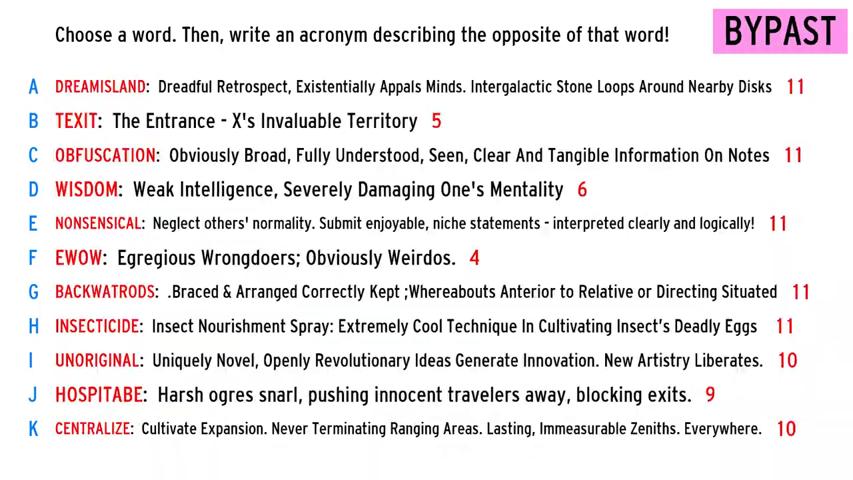 Choose a word. Then, write an acronym describing the opposite of that word!
BYPAST
A DREAMISLAND: Dreadful Retrospect, Existentially Appals Minds. Intergalactic Stone Loops Around Nearby Disks 11
B TEXIT: The Entrance - X's Invaluable Territory 5
C OBFUSCATION: Obviously Broad, Fully Understood, Seen, Clear And Tangible Information On Notes 11
D WISDOM: Weak Intelligence, Severely Damaging One's Mentality 6
E NONSENSICAL: Neglect others' normality. Submit enjoyable, niche statements - interpreted clearly and logically! 11
F EWOW: Egregious Wrongdoers; Obviously Weirdos. 4
G BACKWATRODS: .Braced & Arranged Correctly Kept ;Whereabouts Anterior to Relative or Directing Situated 11
H INSECTICIDE: Insect Nourishment Spray: Extremely Cool Technique In Cultivating Insect’s Deadly Eggs 11
I UNORIGINAL: Uniquely Novel, Openly Revolutionary Ideas Generate Innovation. New Artistry Liberates. 10
J HOSPITABE: Harsh ogres snarl, pushing innocent travelers away, blocking exits. 9
K CENTRALIZE: Cultivate Expansion. Never Terminating Ranging Areas. Lasting, Immeasurable Zeniths. Everywhere. 10